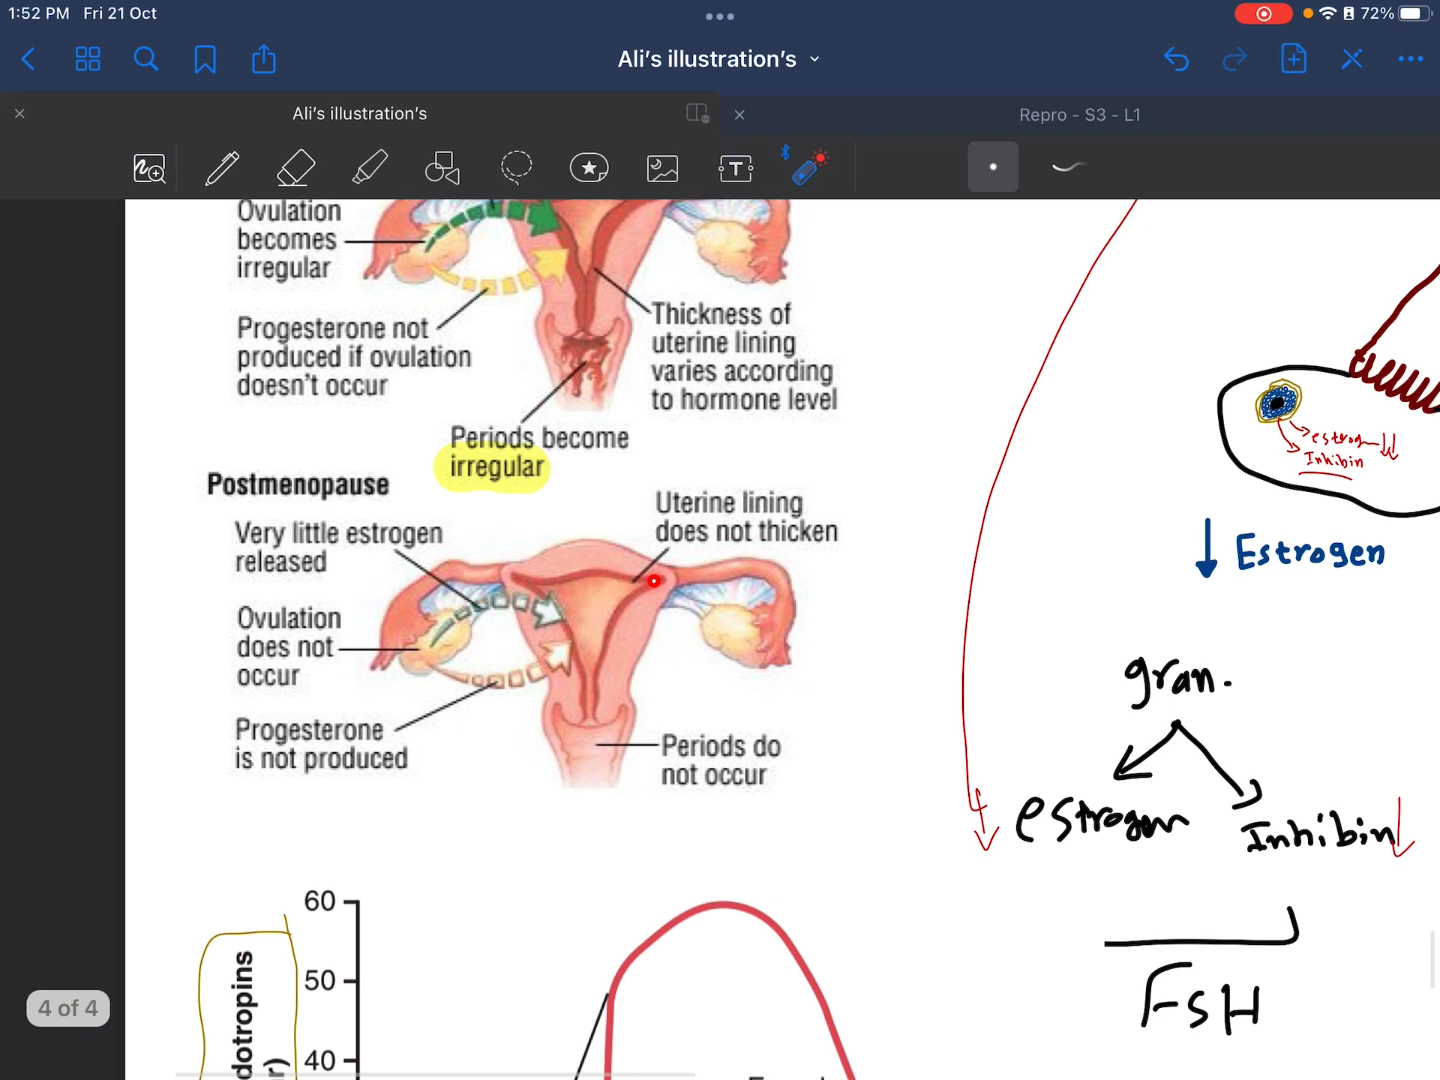 1:52 PM Fri 21 Oct
72%
Ali's illustration's
Ali's illustration's
Repro - S3 - L1
Ovulation
becomes
irregular
Progesterone not
produced if ovulation
doesn't occur
Thickness of
uterine lining
varies according
to hormone level
Periods become
irregular
Postmenopause
Very little estrogen
released
Uterine lining
does not thicken
Ovulation
does not
occur
Progesterone
is not produced
Periods do
not occur
estrogen
Inhibin
Estrogen
gran.
estrogen
Inhibin
FSH
60
50
40
dotropins
4 of 4